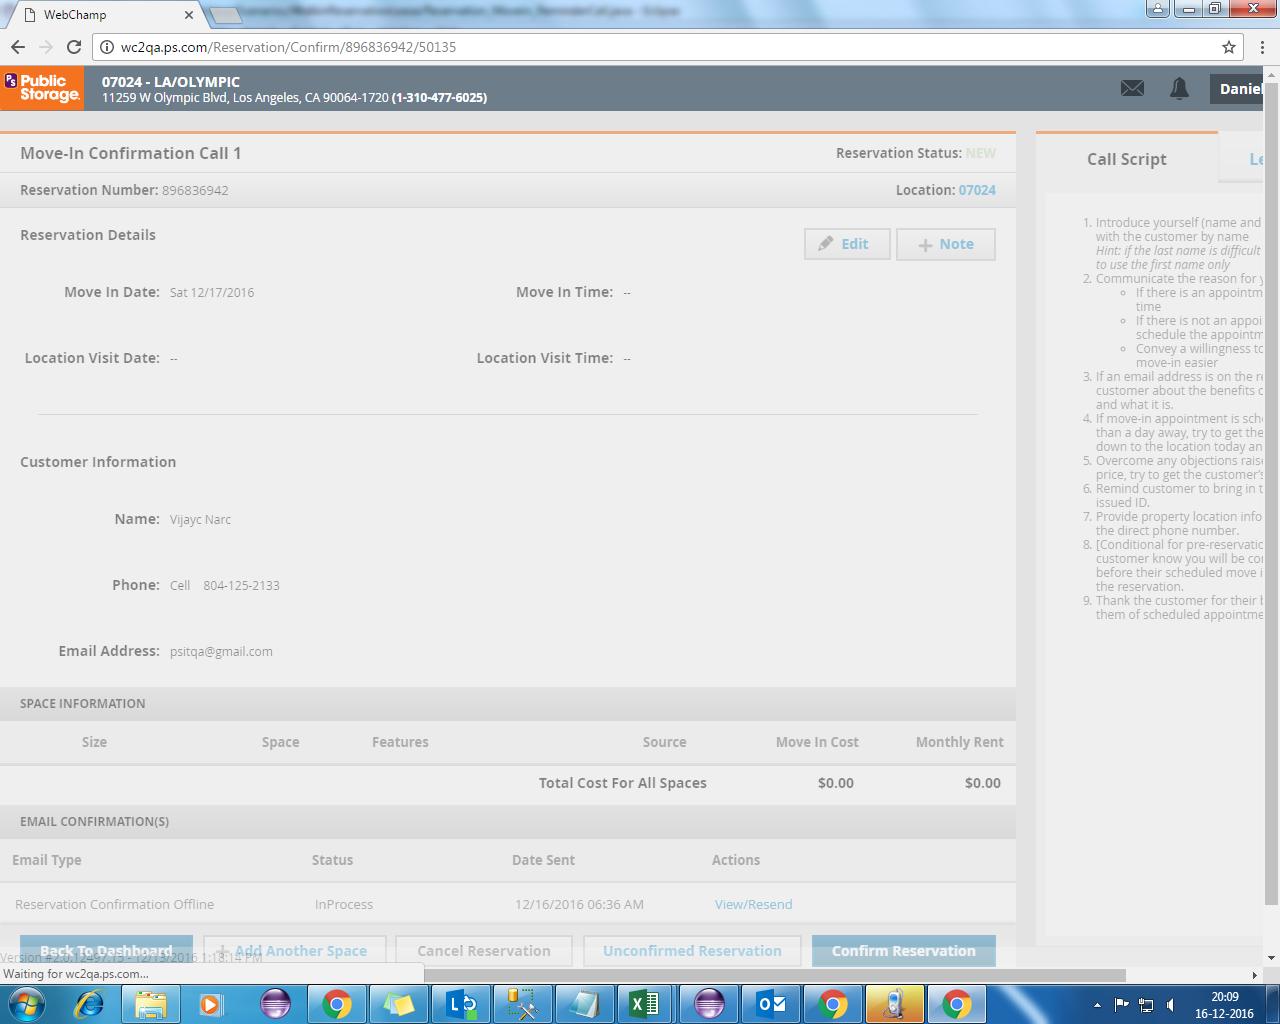 WebChamp
wc2qa.ps.com/Reservation/Confirm/896836942/50135
PS Public Storage
07024 - LA/OLYMPIC
11259 W Olympic Blvd, Los Angeles, CA 90064-1720 (1-310-477-6025)
Daniel
Move-In Confirmation Call 1
Reservation Status: NEW
Reservation Number: 896836942
Location: 07024
Reservation Details
Edit
+ Note
Move In Date: Sat 12/17/2016
Move In Time: --
Location Visit Date: --
Location Visit Time: --
Customer Information
Name: Vijayc Narc
Phone: Cell 804-125-2133
Email Address: psitqa@gmail.com
SPACE INFORMATION
Size Space Features Source Move In Cost Monthly Rent
Total Cost For All Spaces $0.00 $0.00
EMAIL CONFIRMATION(S)
Email Type Status Date Sent Actions
Reservation Confirmation Offline InProcess 12/16/2016 06:36 AM View/Resend
Back To Dashboard
+ Add Another Space
Cancel Reservation
Unconfirmed Reservation
Confirm Reservation
Version #2.0.12497.15 - 12/13/2016 1:18:14 PM
Waiting for wc2qa.ps.com...
Call Script
Le
1. Introduce yourself (name and
with the customer by name
Hint: if the last name is difficult
to use the first name only
2. Communicate the reason for y
If there is an appointm
time
If there is not an appoi
schedule the appointm
Convey a willingness to
move-in easier
3. If an email address is on the re
customer about the benefits o
and what it is.
4. If move-in appointment is sche
than a day away, try to get the
down to the location today an
5. Overcome any objections raise
price, try to get the customer's
6. Remind customer to bring in t
issued ID.
7. Provide property location info
the direct phone number.
8. [Conditional for pre-reservatic
customer know you will be co
before their scheduled move i
the reservation.
9. Thank the customer for their b
them of scheduled appointme
20:09
16-12-2016